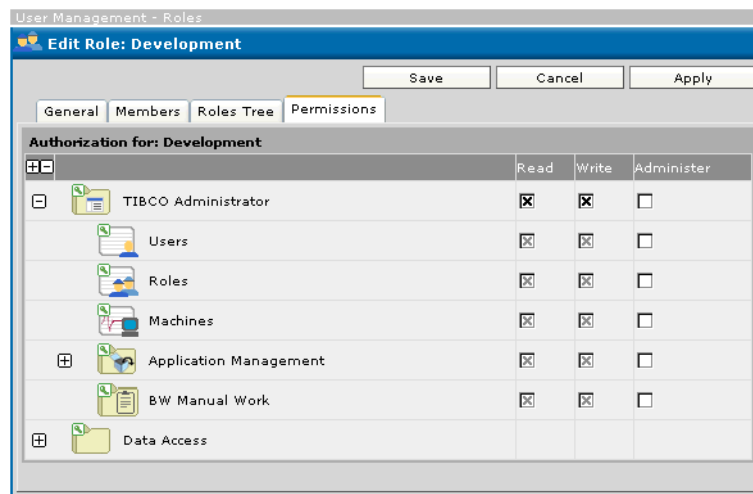 User Management - Roles
Edit Role: Development
Save Cancel Apply
General Members Roles Tree Permissions
Authorization for: Development
Read Write Administer
TIBCO Administrator
Users
Roles
Machines
Application Management
BW Manual Work
Data Access